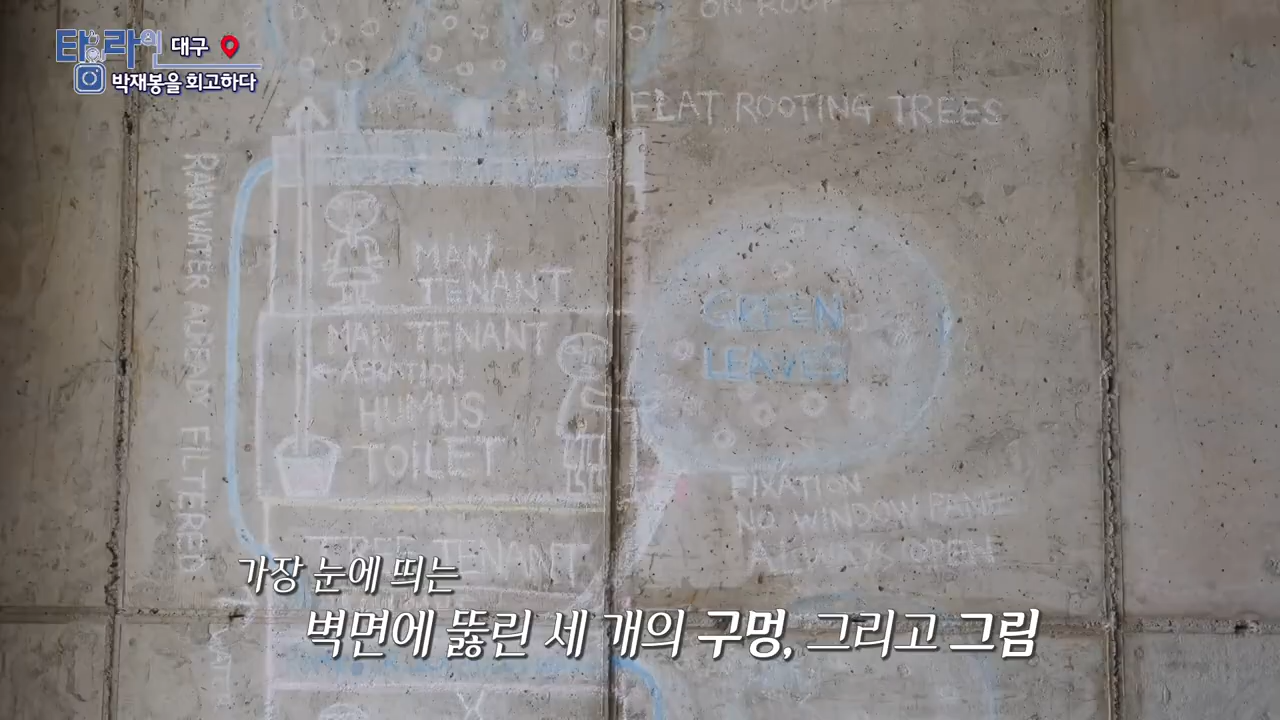 타라의 대구
박재봉을 회고하다
ON ROOF
FLAT ROOTING TREES
RAINWATER ALREADY FILTERED
MAN
TENANT
MAN TENANT
AERATION
HUMUS
TOILET
GREEN
LEAVES
FIXATION
NO WINDOW PANE
ALWAYS OPEN
TREE TENANT
가장 눈에 띄는
벽면에 뚫린 세 개의 구멍, 그리고 그림